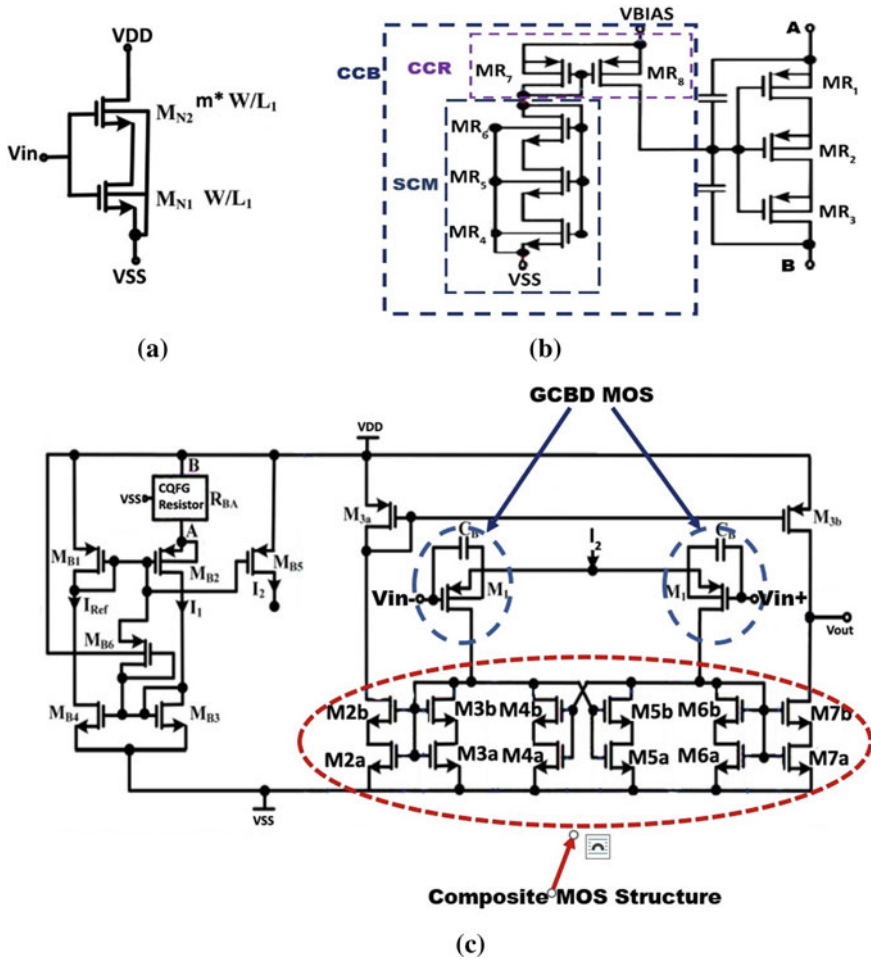 VDD
m* W/L1
MN2
Vin
MN1 W/L1
VSS
(a)
VBIAS
A
CCB
CCR
MR7
MR8
MR1
MR6
MR2
SCM
MR5
MR3
MR4
VSS
B
(b)
GCBD MOS
VDD
B
CQFG
Resistor
VSS
RBA
A
M3a
M3b
CB
CB
I2
MB1
MB2
MB5
M1
M1
Vin-
Vin+
IRef
I1
I2
Vout
MB6
MB4
MB3
M2b
M3b
M4b
M5b
M6b
M7b
M2a
M3a
M4a
M5a
M6a
M7a
VSS
Composite MOS Structure
(c)